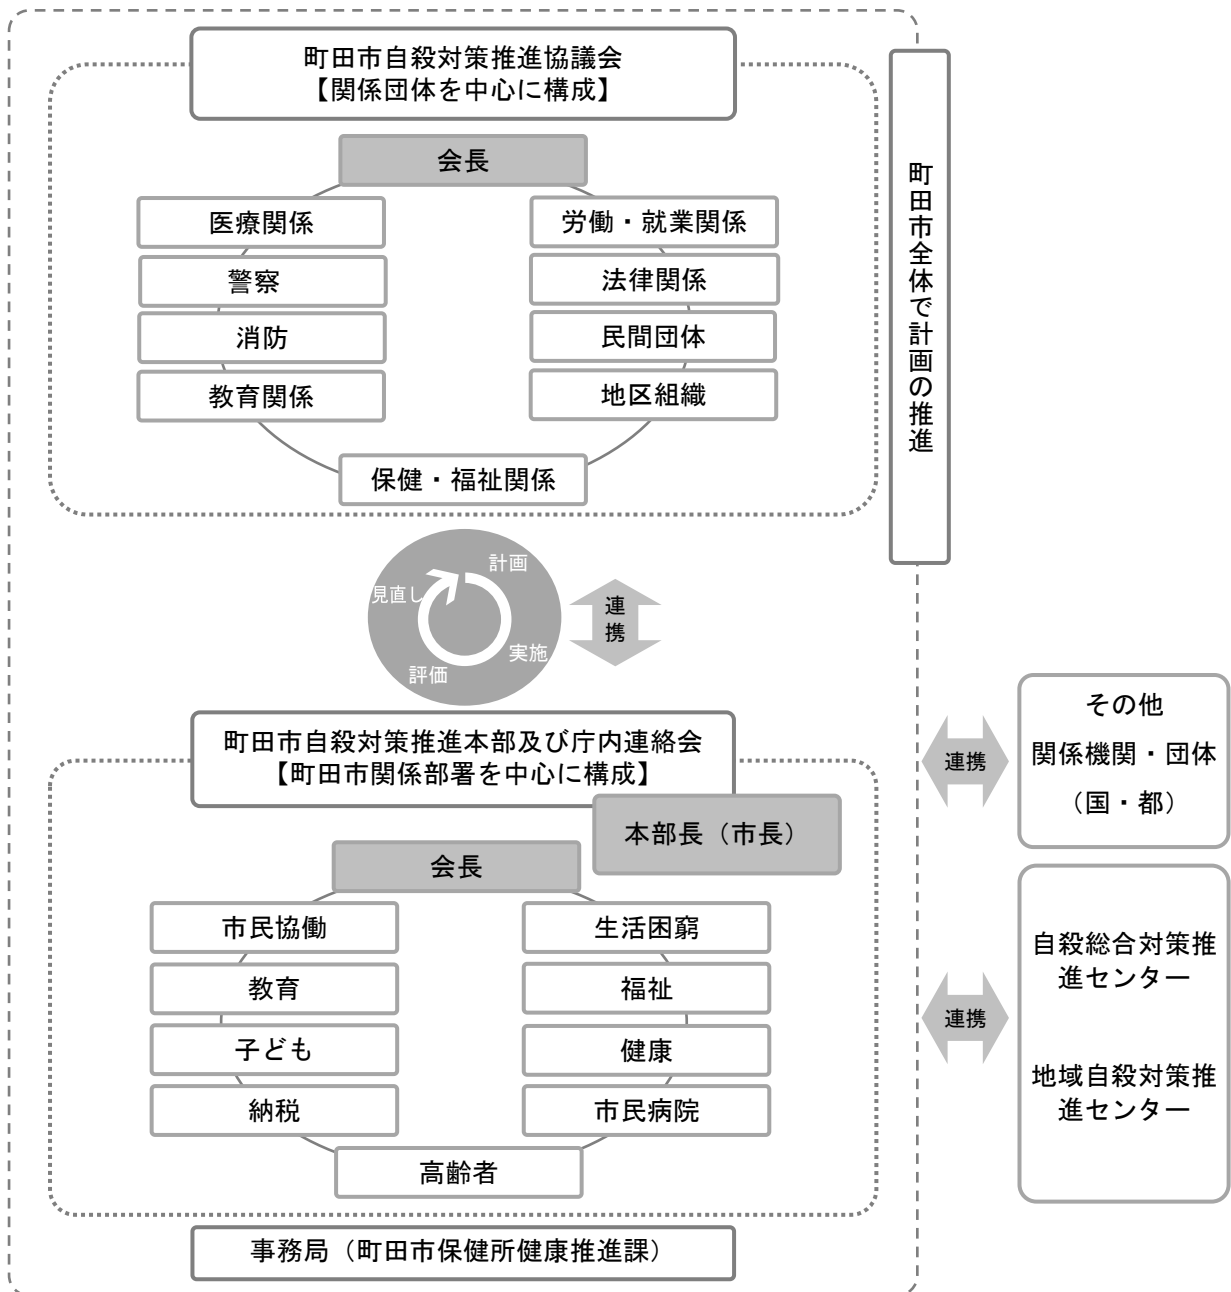 町田市自殺対策推進協議会
【関係団体を中心に構成】
会長
医療関係
警察
消防
教育関係
労働・就業関係
法律関係
民間団体
地区組織
保健・福祉関係
町田市全体で計画の推進
計画
実施
評価
見直し
連携
町田市自殺対策推進本部及び庁内連絡会
【町田市関係部署を中心に構成】
本部長（市長）
会長
市民協働
教育
子ども
納税
生活困窮
福祉
健康
市民病院
高齢者
事務局（町田市保健所健康推進課）
連携
その他
関係機関・団体
（国・都）
連携
自殺総合対策推
進センター
地域自殺対策推
進センター